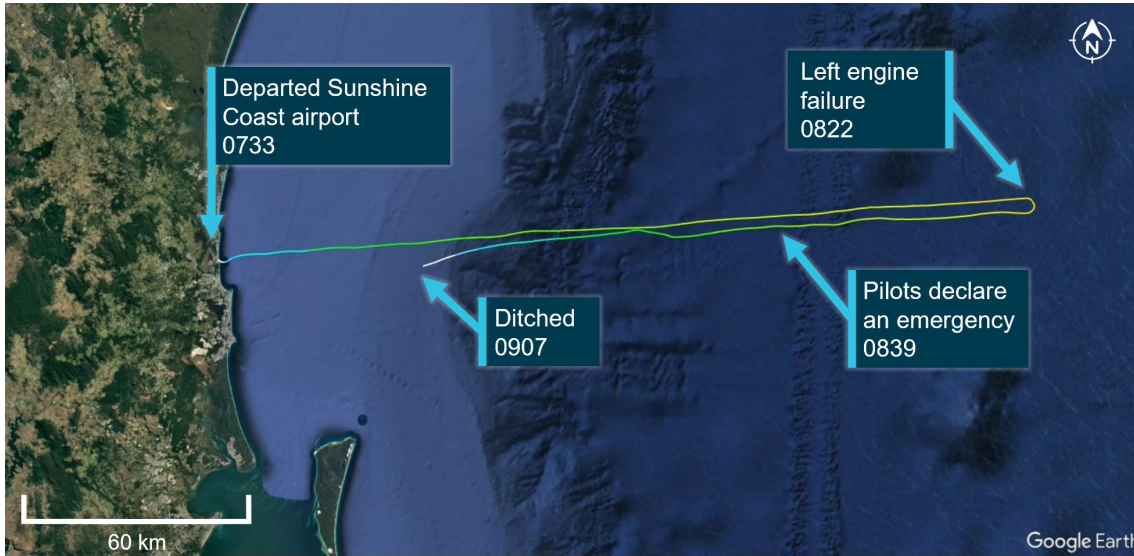 Departed Sunshine
Coast airport
0733
Left engine
failure
0822
N
Ditched
0907
Pilots declare
an emergency
0839
60 km
Google Earth